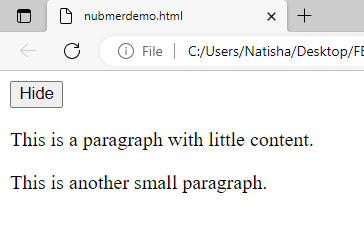 nubmerdemo.html
File
C:/Users/Natisha/Desktop/FE
Hide
This is a paragraph with little content.
This is another small paragraph.